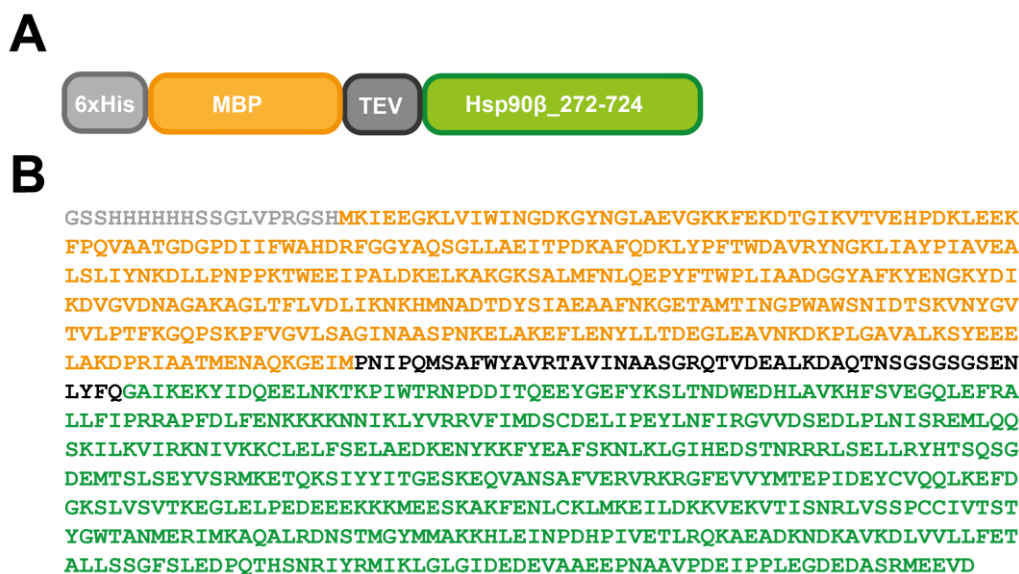 A
6xHis MBP TEV Hsp90β_272-724
B
GSSHHHHHHSSGLVPRGSHMKIEEGKLVIWINGDKGYNGLAEVGKKFEKDTGIKVTVEHPDKLEEK
FPQVAATGDGPDIIFWAHDRFGGYAQSGLLAEITPDKAFQDKLYPFTWDAVRYNGKLIAYPIAVEA
LSLIYNKDLLPNPPKTWEEIPALDKELKAKGKSALMFNLQEPYFTWPLIAADGGYAFKYENGKYDI
KDVGVDNAGAKAGLTFLVDLIKNKHMNADTDYSIAEAAFNKGETAMTINGPWAWSNIDTSKVNYGV
TVLPTFKGQPSKPFVGVLSAGINAASPNKELAKEFLENYLLTDEGLEAVNKDKPLGAVALKSYEEE
LAKDPRIAATMENAQKGEIMPNIPQMSAFWYAVRTAVINAASGRQTVDEALKDAQTNSGSGSGSEN
LYFQGAIKEKYIDQEELNKTKPIWTRNPDDITQEEYGEFYKSLTNDWEDHLAVKHFSVEGQLEFRA
LLFIPRRAPFDLFENKKKKNNIKLYVRRVFIMDSCDELIPEYLNFIRGVVDSEDLPLNISREMLQQ
SKILKVIRKNIVKKCLELFSELAEDKENYKKFYEAFSKNLKLGIHEDSTNRRRLSELLRYHTSQSG
DEMTSLSEYVSRMKETQKSIYYITGESKEQVANSAFVERVRKRGFEVVYMTEPIDEYCVQQLKEFD
GKSLVSVTKEGLELPEDEEEKKKMEESKAKFENLCKLMKEILDKKVEKVTISNRLVSSPCCIVTST
YGWTANMERIMKAQALRDNSTMGYMMAKKHLEINPDHPIVETLRQKAEADKNDKAVKDLVVLLFET
ALLSSGFSLEDPQTHSNRIYRMIKLGLGIDEDEVAAEEPNAAVPDEIPPLEGDEDASRMEEVD